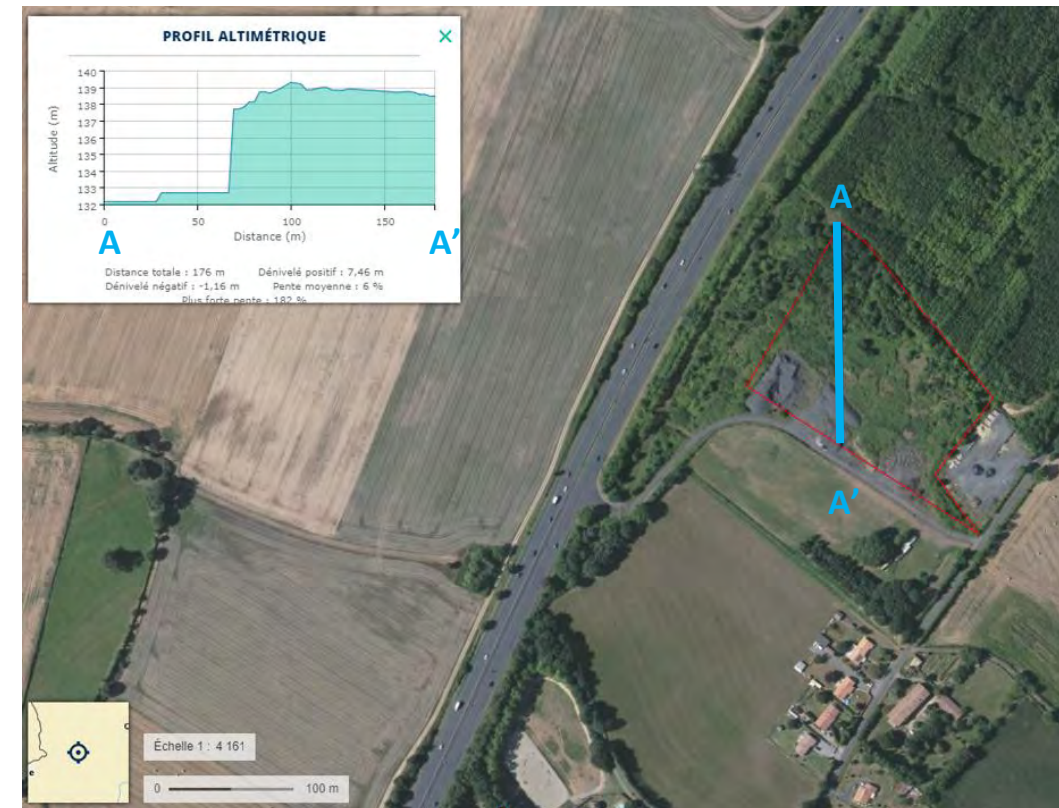 PROFIL ALTIMÉTRIQUE ×
140
139
138
137
136
135
134
133
132
Altitude (m)
0 50 100 150
Distance (m)
A A'
Distance totale : 176 m Dénivelé positif : 7,46 m
Dénivelé négatif : -1,16 m Pente moyenne : 6 %
Plus forte pente : 182 %
A
A'
Échelle 1 : 4 161
0 100 m